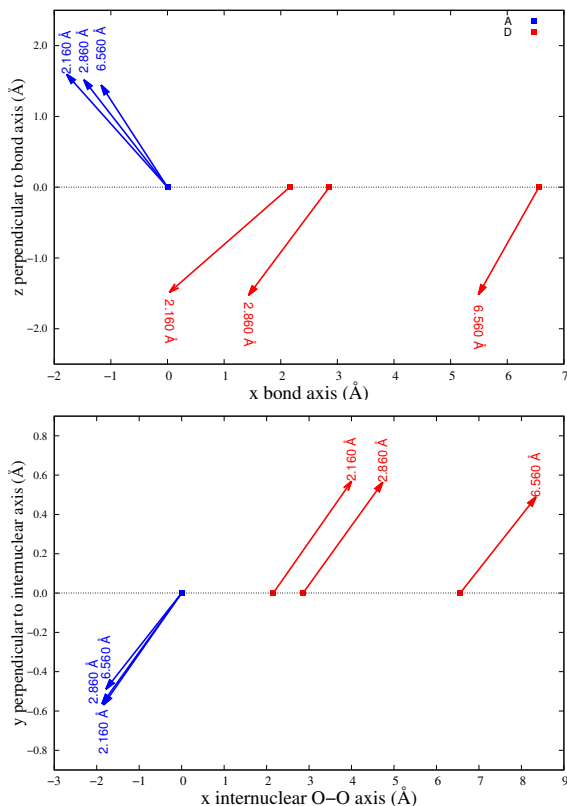 A
D
z perpendicular to bond axis (Å)
2.0
1.0
0.0
−1.0
−2.0
2.160 Å
2.860 Å
6.560 Å
2.160 Å
2.860 Å
6.560 Å
−2
−1
0
1
2
3
4
5
6
7
x bond axis (Å)
y perpendicular to internuclear axis (Å)
0.8
0.6
0.4
0.2
0.0
−0.2
−0.4
−0.6
−0.8
2.160 Å
2.860 Å
6.560 Å
2.860 Å
6.560 Å
2.160 Å
−3
−2
−1
0
1
2
3
4
5
6
7
8
9
x internuclear O−O axis (Å)